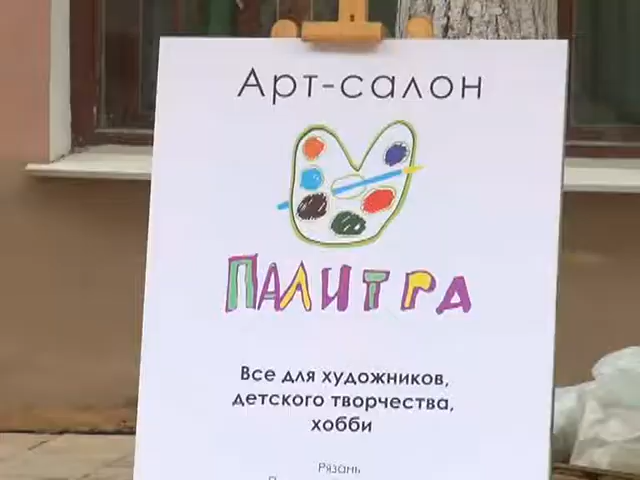 Арт-салон
ПАЛИТРА
Все для художников,
детского творчества,
хобби
Рязань